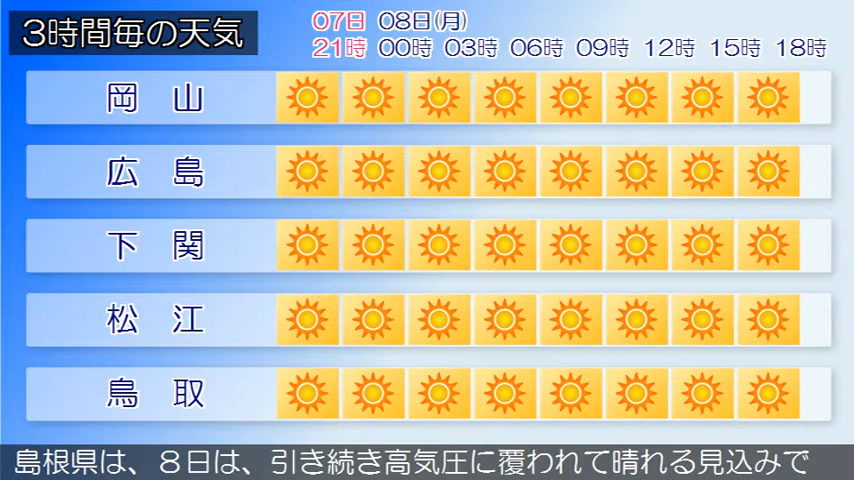 3時間毎の天気
07日 08日(月)
21時 00時 03時 06時 09時 12時 15時 18時
岡山
広島
下関
松江
鳥取
島根県は、8日は、引き続き高気圧に覆われて晴れる見込みで